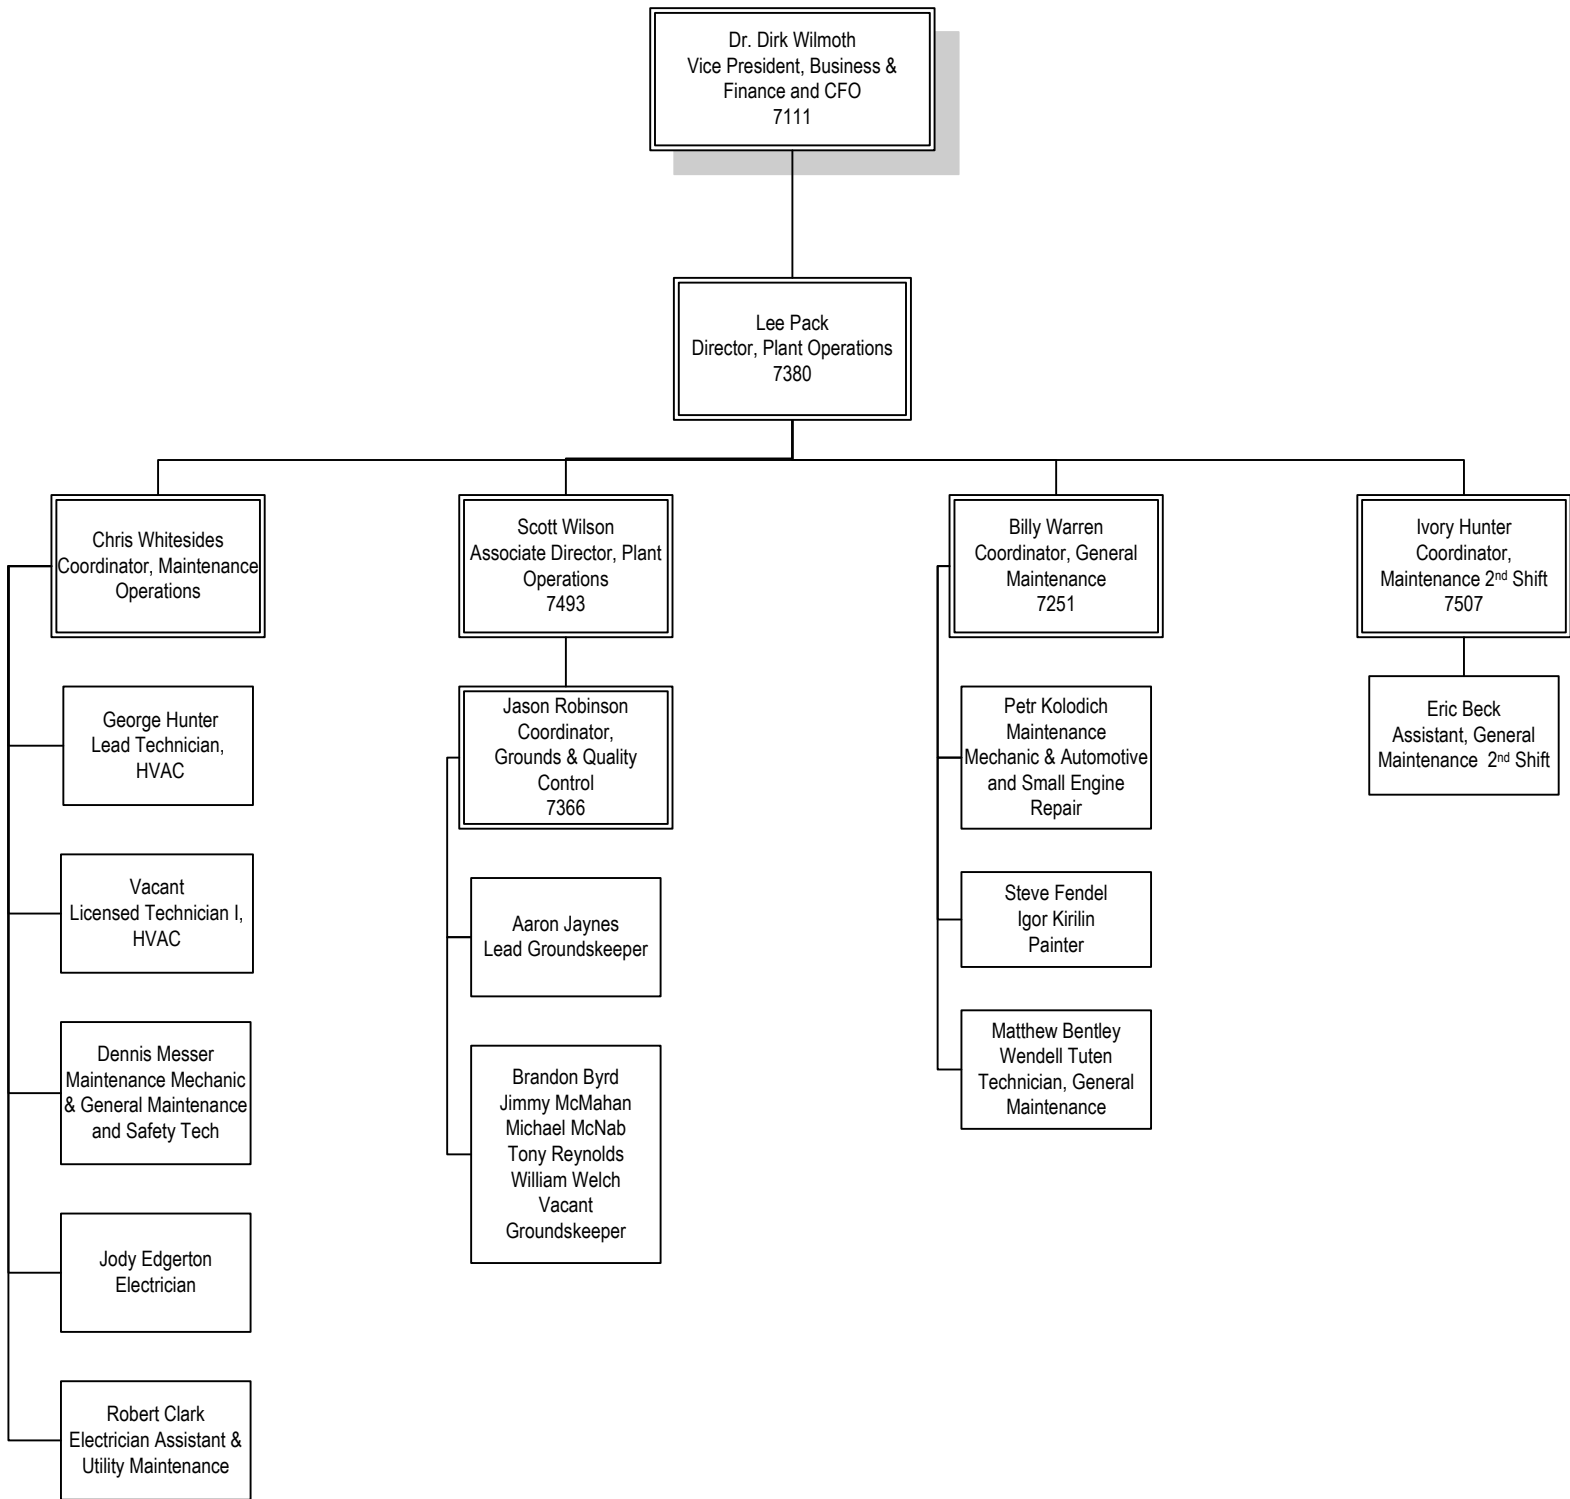 Dr. Dirk Wilmoth
Vice President, Business &
Finance and CFO
7111
Lee Pack
Director, Plant Operations
7380
Chris Whitesides
Coordinator, Maintenance
Operations
George Hunter
Lead Technician,
HVAC
Vacant
Licensed Technician I,
HVAC
Dennis Messer
Maintenance Mechanic
& General Maintenance
and Safety Tech
Jody Edgerton
Electrician
Robert Clark
Electrician Assistant &
Utility Maintenance
Scott Wilson
Associate Director, Plant
Operations
7493
Jason Robinson
Coordinator,
Grounds & Quality
Control
7366
Aaron Jaynes
Lead Groundskeeper
Brandon Byrd
Jimmy McMahan
Michael McNab
Tony Reynolds
William Welch
Vacant
Groundskeeper
Billy Warren
Coordinator, General
Maintenance
7251
Petr Kolodich
Maintenance
Mechanic & Automotive
and Small Engine
Repair
Steve Fendel
Igor Kirilin
Painter
Matthew Bentley
Wendell Tuten
Technician, General
Maintenance
Ivory Hunter
Coordinator,
Maintenance 2nd Shift
7507
Eric Beck
Assistant, General
Maintenance 2nd Shift